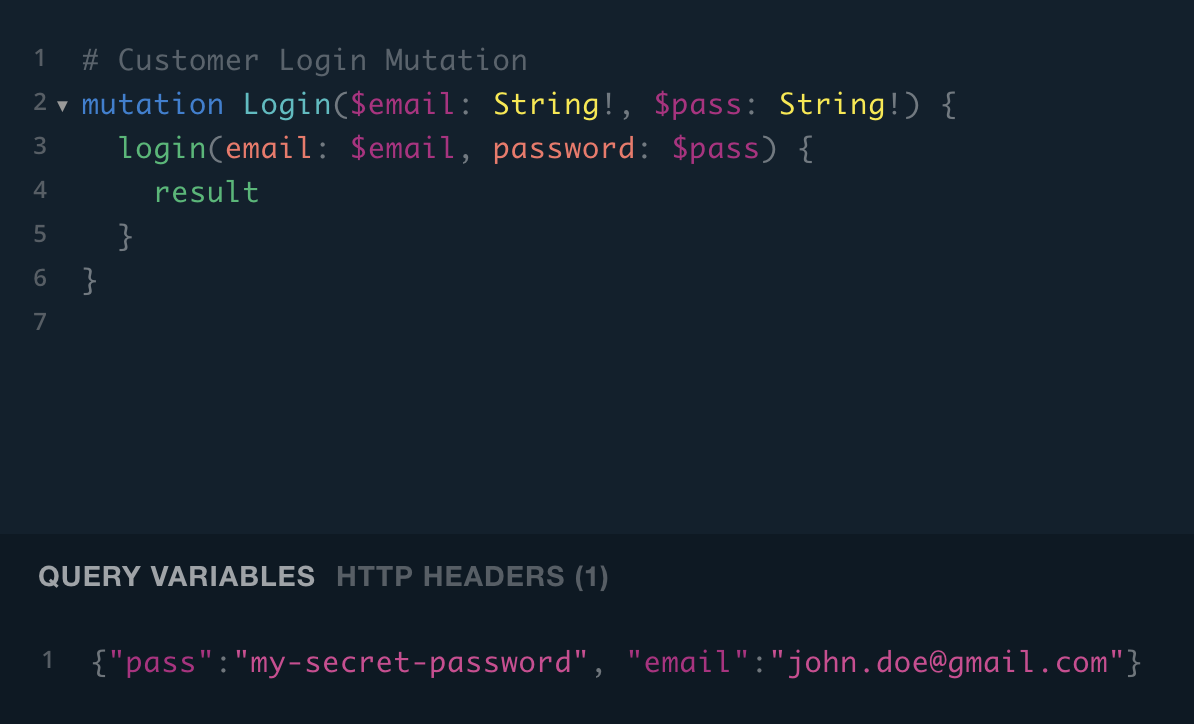 1 # Customer Login Mutation
2 ▼ mutation Login($email: String!, $pass: String!) {
3   login(email: $email, password: $pass) {
4     result
5   }
6 }
7
QUERY VARIABLES HTTP HEADERS (1)
1 {"pass":"my-secret-password", "email":"john.doe@gmail.com"}